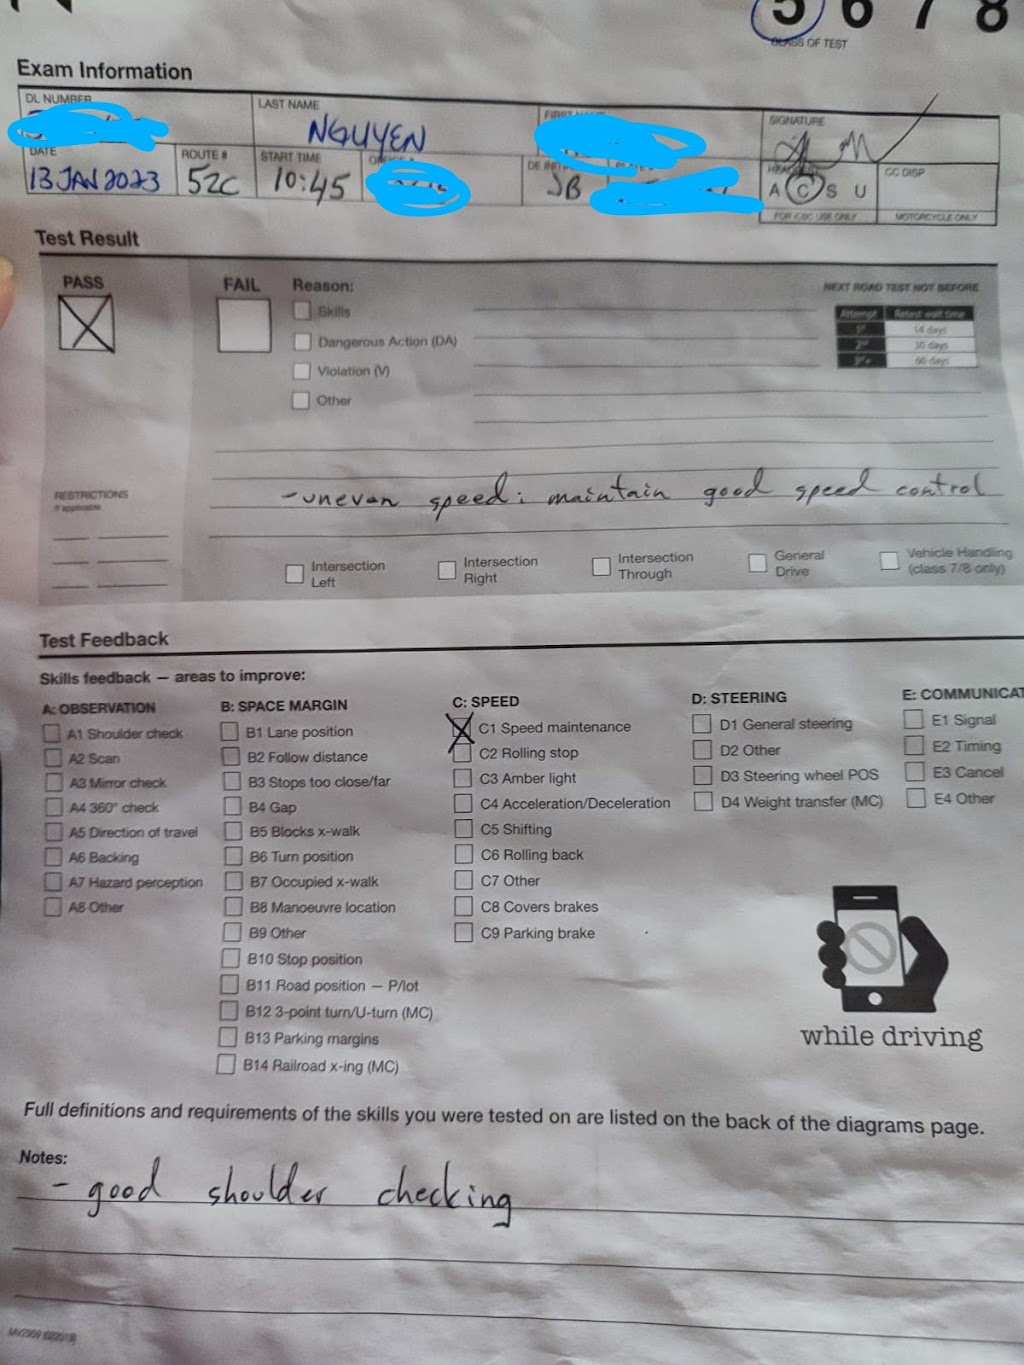 5 6 7 8
CLASS OF TEST
Exam Information
DL NUMBER
LAST NAME
NGUYEN
SIGNATURE
DATE
13 JAN 2023
ROUTE #
52C
START TIME
10:45
JB
A C S U
CC DISP
MOTORCYCLE ONLY
Test Result
PASS
FAIL
Reason:
Skills
Dangerous Action (DA)
Violation (V)
Other
NEXT ROAD TEST NOT BEFORE
Attempt Retest wait time
1st 14 days
2nd 30 days
3rd+ 60 days
-uneven speed: maintain good speed control
RESTRICTIONS
if applicable
Intersection Left
Intersection Right
Intersection Through
General Drive
Vehicle Handling (class 7/8 only)
Test Feedback
Skills feedback — areas to improve:
A: OBSERVATION
A1 Shoulder check
A2 Scan
A3 Mirror check
A4 360° check
A5 Direction of travel
A6 Backing
A7 Hazard perception
A8 Other
B: SPACE MARGIN
B1 Lane position
B2 Follow distance
B3 Stops too close/far
B4 Gap
B5 Blocks x-walk
B6 Turn position
B7 Occupied x-walk
B8 Manoeuvre location
B9 Other
B10 Stop position
B11 Road position — P/lot
B12 3-point turn/U-turn (MC)
B13 Parking margins
B14 Railroad x-ing (MC)
C: SPEED
C1 Speed maintenance
C2 Rolling stop
C3 Amber light
C4 Acceleration/Deceleration
C5 Shifting
C6 Rolling back
C7 Other
C8 Covers brakes
C9 Parking brake
D: STEERING
D1 General steering
D2 Other
D3 Steering wheel POS
D4 Weight transfer (MC)
E: COMMUNICAT
E1 Signal
E2 Timing
E3 Cancel
E4 Other
while driving
Full definitions and requirements of the skills you were tested on are listed on the back of the diagrams page.
Notes:
- good shoulder checking